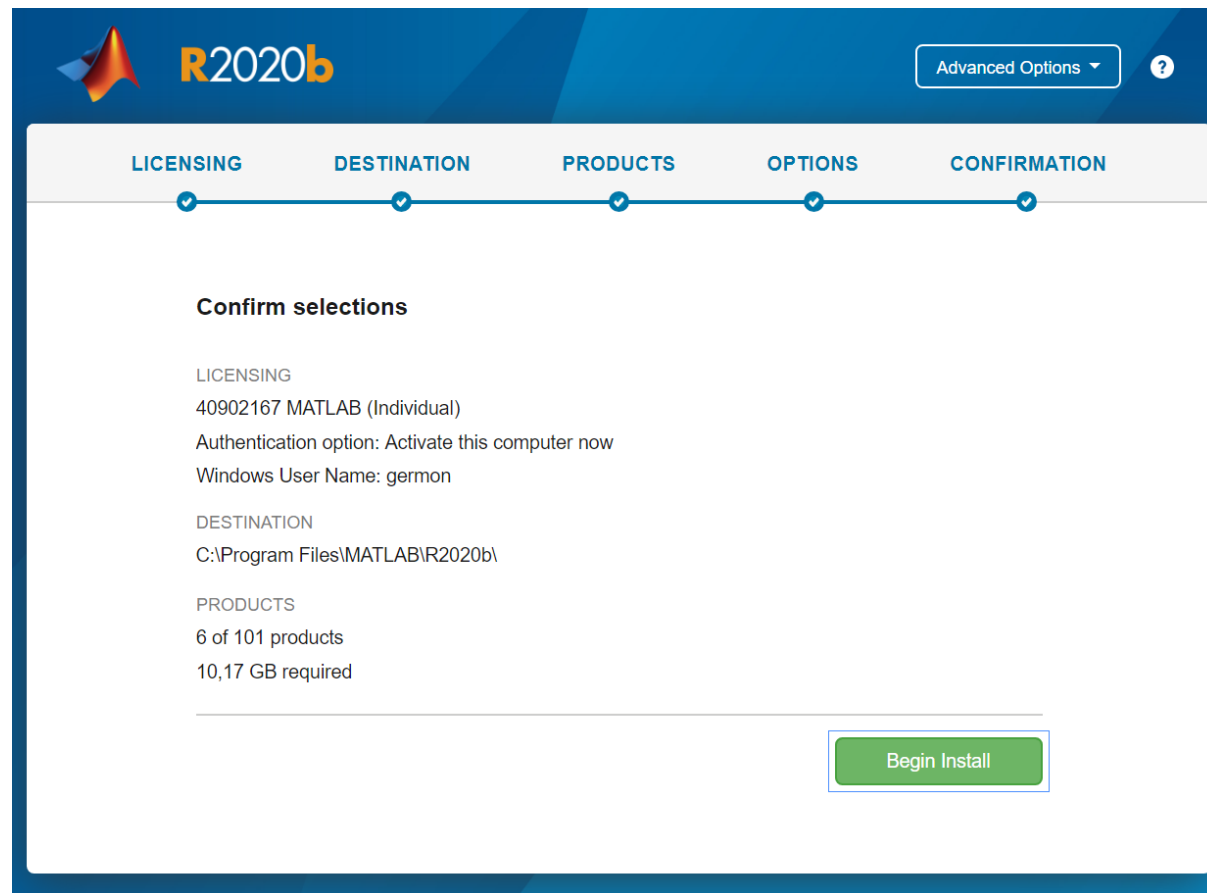 R2020b
Advanced Options
?
LICENSING DESTINATION PRODUCTS OPTIONS CONFIRMATION
Confirm selections
LICENSING
40902167 MATLAB (Individual)
Authentication option: Activate this computer now
Windows User Name: germon
DESTINATION
C:\Program Files\MATLAB\R2020b\
PRODUCTS
6 of 101 products
10,17 GB required
Begin Install